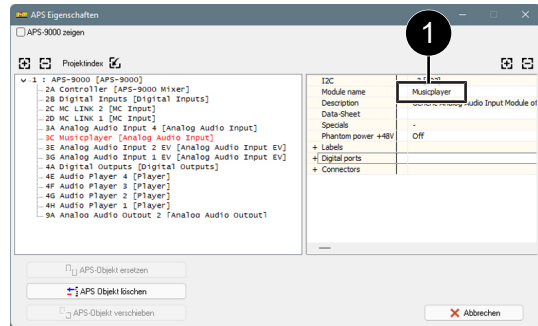 APS Eigenschaften
APS-9000 zeigen
1
Projektindex
1 : APS-9000 [APS-9000]
2A Controller [APS-9000 Mixer]
2B Digital Inputs [Digital Inputs]
2C MC LINK 2 [MC Input]
2D MC LINK 1 [MC Input]
3A Analog Audio Input 4 [Analog Audio Input]
3C Musicplayer [Analog Audio Input]
3E Analog Audio Input 2 EV [Analog Audio Input EV]
3G Analog Audio Input 1 EV [Analog Audio Input EV]
4A Digital Outputs [Digital Outputs]
4E Audio Player 4 [Player]
4F Audio Player 3 [Player]
4G Audio Player 2 [Player]
4H Audio Player 1 [Player]
9A Analog Audio Output 2 [Analog Audio Output]
I2C
Module name Musicplayer
Description Generic Analog Audio Input Module of
Data-Sheet
Specials -
Phantom power +48V Off
+ Labels
+ Digital ports
+ Connectors
APS-Objekt ersetzen
APS Objekt löschen
APS-Objekt verschieben
Abbrechen